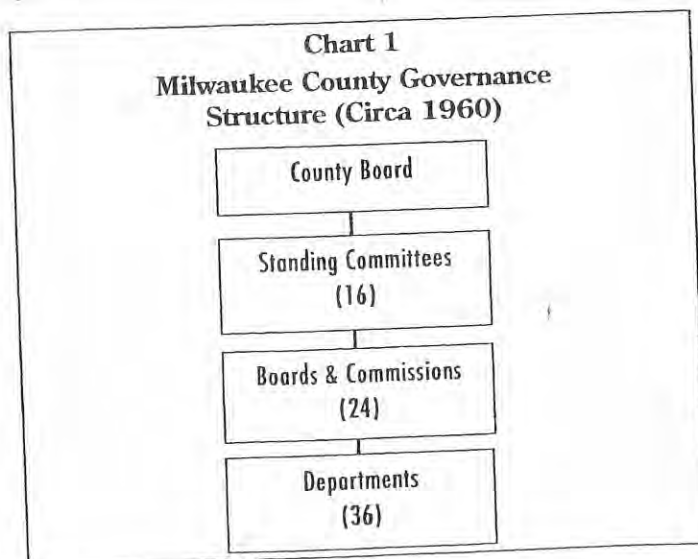 Chart 1
Milwaukee County Governance
Structure (Circa 1960)
County Board
Standing Committees
(16)
Boards & Commissions
(24)
Departments
(36)